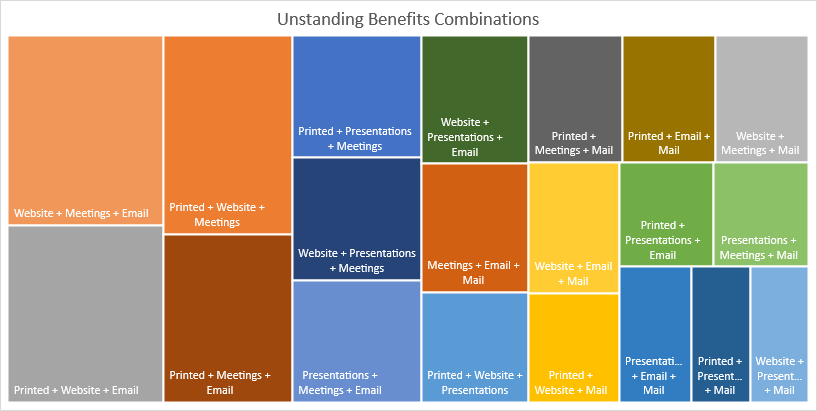 Unstanding Benefits Combinations
Website + Meetings + Email
Printed + Website + Email
Printed + Website +
Meetings
Printed + Meetings +
Email
Printed + Presentations
+ Meetings
Website + Presentations
+ Meetings
Presentations +
Meetings + Email
Website +
Presentations +
Email
Meetings + Email +
Mail
Printed + Website +
Presentations
Printed +
Meetings + Mail
Printed + Email +
Mail
Website +
Meetings + Mail
Website + Email
+ Mail
Printed +
Website + Mail
Printed +
Presentations +
Email
Presentations +
Meetings + Mail
Presentati...
+ Email +
Mail
Printed +
Present...
+ Mail
Website +
Present...
+ Mail